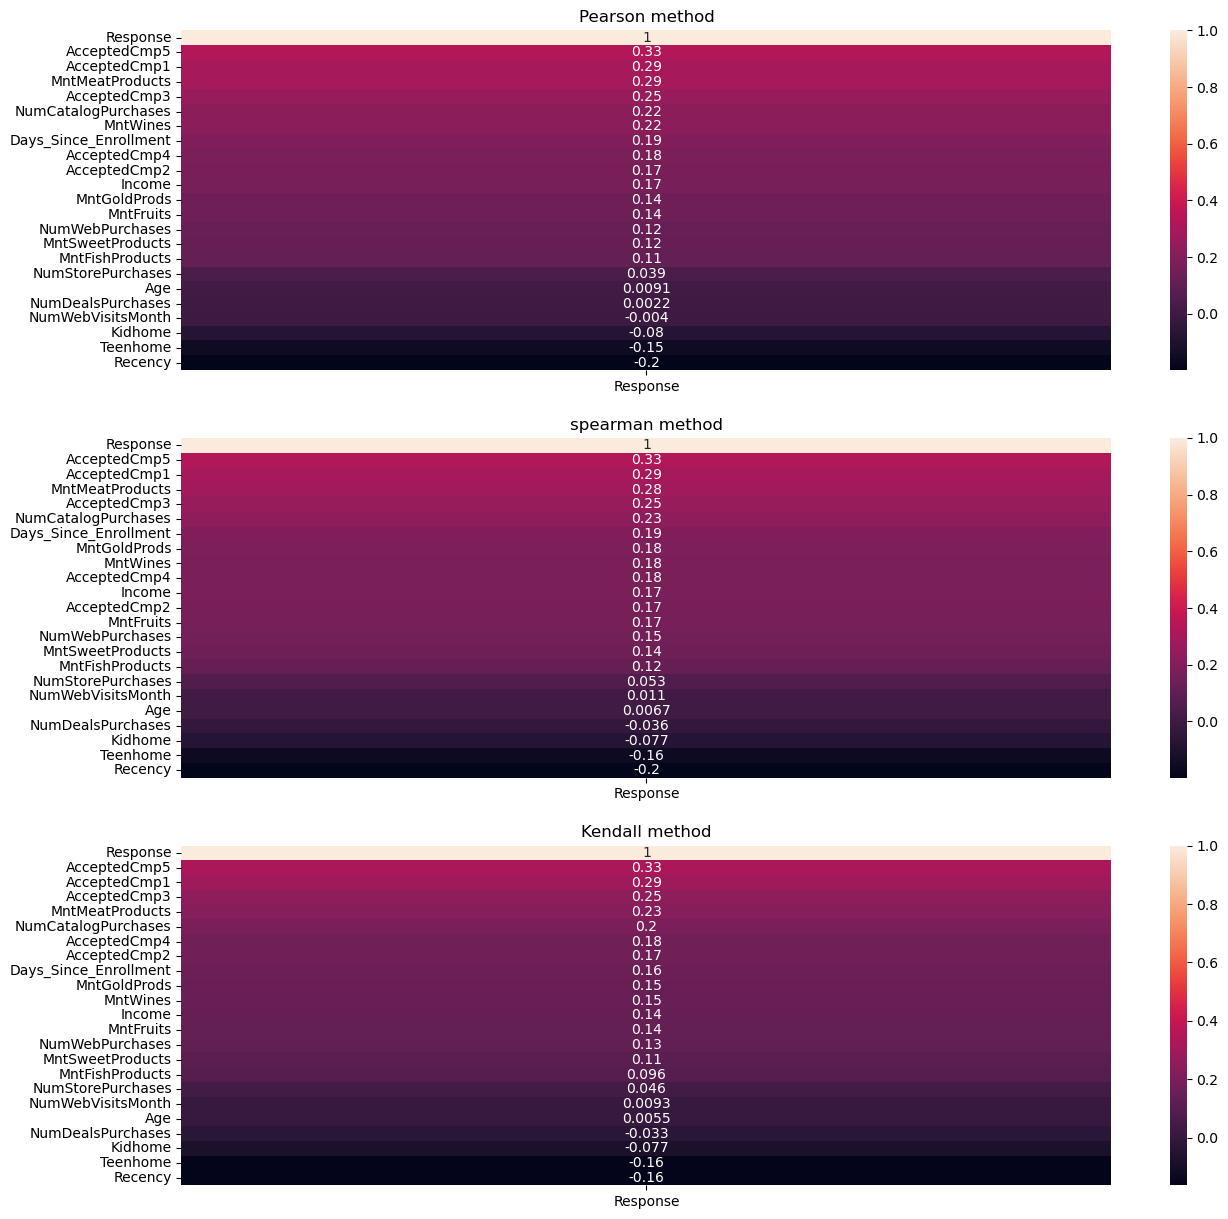 Pearson method
Response 1
AcceptedCmp5 0.33
AcceptedCmp1 0.29
MntMeatProducts 0.29
AcceptedCmp3 0.25
NumCatalogPurchases 0.22
MntWines 0.22
Days_Since_Enrollment 0.19
AcceptedCmp4 0.18
AcceptedCmp2 0.17
Income 0.17
MntGoldProds 0.14
MntFruits 0.14
NumWebPurchases 0.12
MntSweetProducts 0.12
MntFishProducts 0.11
NumStorePurchases 0.039
Age 0.0091
NumDealsPurchases 0.0022
NumWebVisitsMonth -0.004
Kidhome -0.08
Teenhome -0.15
Recency -0.2
Response
1.0
0.8
0.6
0.4
0.2
0.0
spearman method
Response 1
AcceptedCmp5 0.33
AcceptedCmp1 0.29
MntMeatProducts 0.28
AcceptedCmp3 0.25
NumCatalogPurchases 0.23
Days_Since_Enrollment 0.19
MntGoldProds 0.18
MntWines 0.18
AcceptedCmp4 0.18
Income 0.17
AcceptedCmp2 0.17
MntFruits 0.17
NumWebPurchases 0.15
MntSweetProducts 0.14
MntFishProducts 0.12
NumStorePurchases 0.053
NumWebVisitsMonth 0.011
Age 0.0067
NumDealsPurchases -0.036
Kidhome -0.077
Teenhome -0.16
Recency -0.2
Response
1.0
0.8
0.6
0.4
0.2
0.0
Kendall method
Response 1
AcceptedCmp5 0.33
AcceptedCmp1 0.29
AcceptedCmp3 0.25
MntMeatProducts 0.23
NumCatalogPurchases 0.2
AcceptedCmp4 0.18
AcceptedCmp2 0.17
Days_Since_Enrollment 0.16
MntGoldProds 0.15
MntWines 0.15
Income 0.14
MntFruits 0.14
NumWebPurchases 0.13
MntSweetProducts 0.11
MntFishProducts 0.096
NumStorePurchases 0.046
NumWebVisitsMonth 0.0093
Age 0.0055
NumDealsPurchases -0.033
Kidhome -0.077
Teenhome -0.16
Recency -0.16
Response
1.0
0.8
0.6
0.4
0.2
0.0